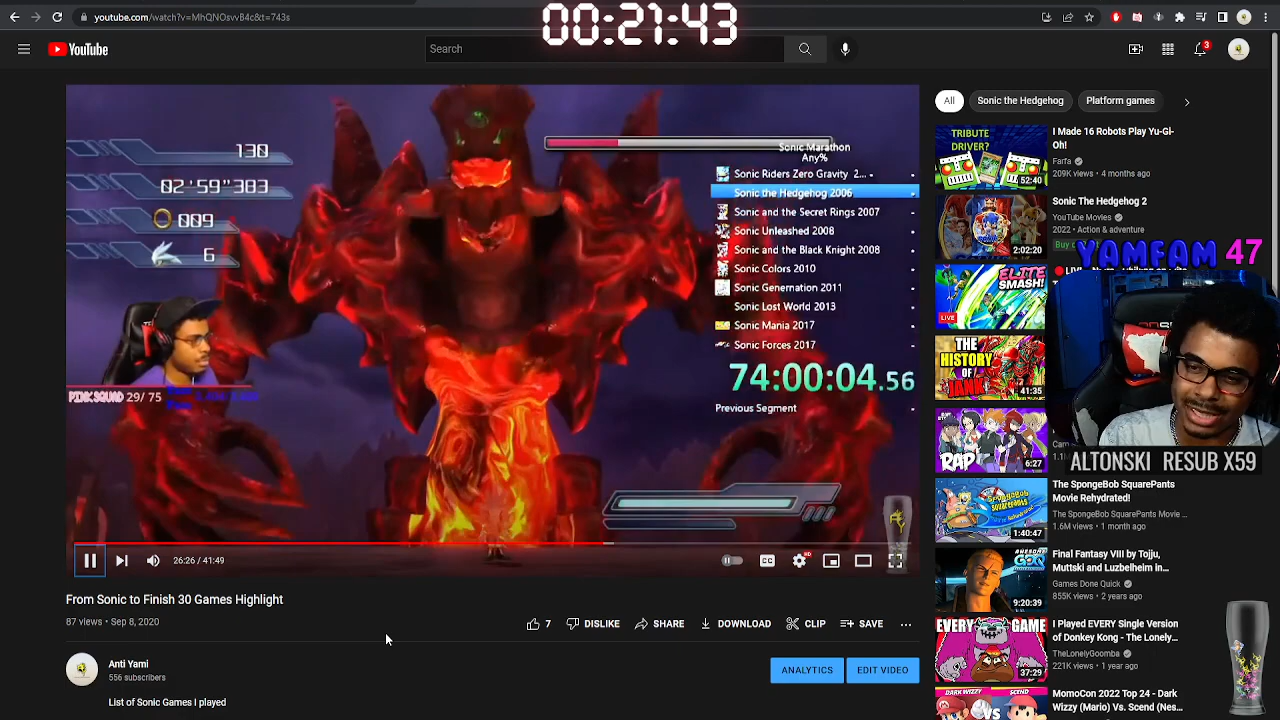 youtube.com/watch?v=MhQNOsvvB4c&t=743s
00:21:43
YouTube
Search
3
130
02'59"383
009
6
Sonic Marathon
Any%
Sonic Riders Zero Gravity 2...
Sonic the Hedgehog 2006
Sonic and the Secret Rings 2007
Sonic Unleashed 2008
Sonic and the Black Knight 2008
Sonic Colors 2010
Sonic Genernation 2011
Sonic Lost World 2013
Sonic Mania 2017
Sonic Forces 2017
74:00:04.56
Previous Segment
PINKSQUAD 29/ 75
26:26 / 41:49
CC
HD
From Sonic to Finish 30 Games Highlight
87 views • Sep 8, 2020
7
DISLIKE
SHARE
DOWNLOAD
CLIP
SAVE
Anti Yami
556 subscribers
ANALYTICS
EDIT VIDEO
List of Sonic Games I played
All
Sonic the Hedgehog
Platform games
TRIBUTE
DRIVER?
52:40
I Made 16 Robots Play Yu-Gi-
Oh!
Farfa
209K views • 4 months ago
2:02:20
Sonic The Hedgehog 2
YouTube Movies
2022 • Action & adventure
YAMFAM 47
ELITE
SMASH!
LIVE
THE
HISTORY
OF
JANK
41:35
RAP
6:27
ALTONSKI RESUB X59
1:40:47
The SpongeBob SquarePants
Movie Rehydrated!
The SpongeBob SquarePants Movie ...
1.6M views • 1 month ago
9:20:39
Final Fantasy VIII by Tojju,
Muttski and Luzbelheim in...
Games Done Quick
855K views • 2 years ago
EVERY GAME
37:29
I Played EVERY Single Version
of Donkey Kong - The Lonely...
TheLonelyGoomba
221K views • 1 year ago
DARK WIZZY
SCEND
VS
MomoCon 2022 Top 24 - Dark
Wizzy (Mario) Vs. Scend (Nes...